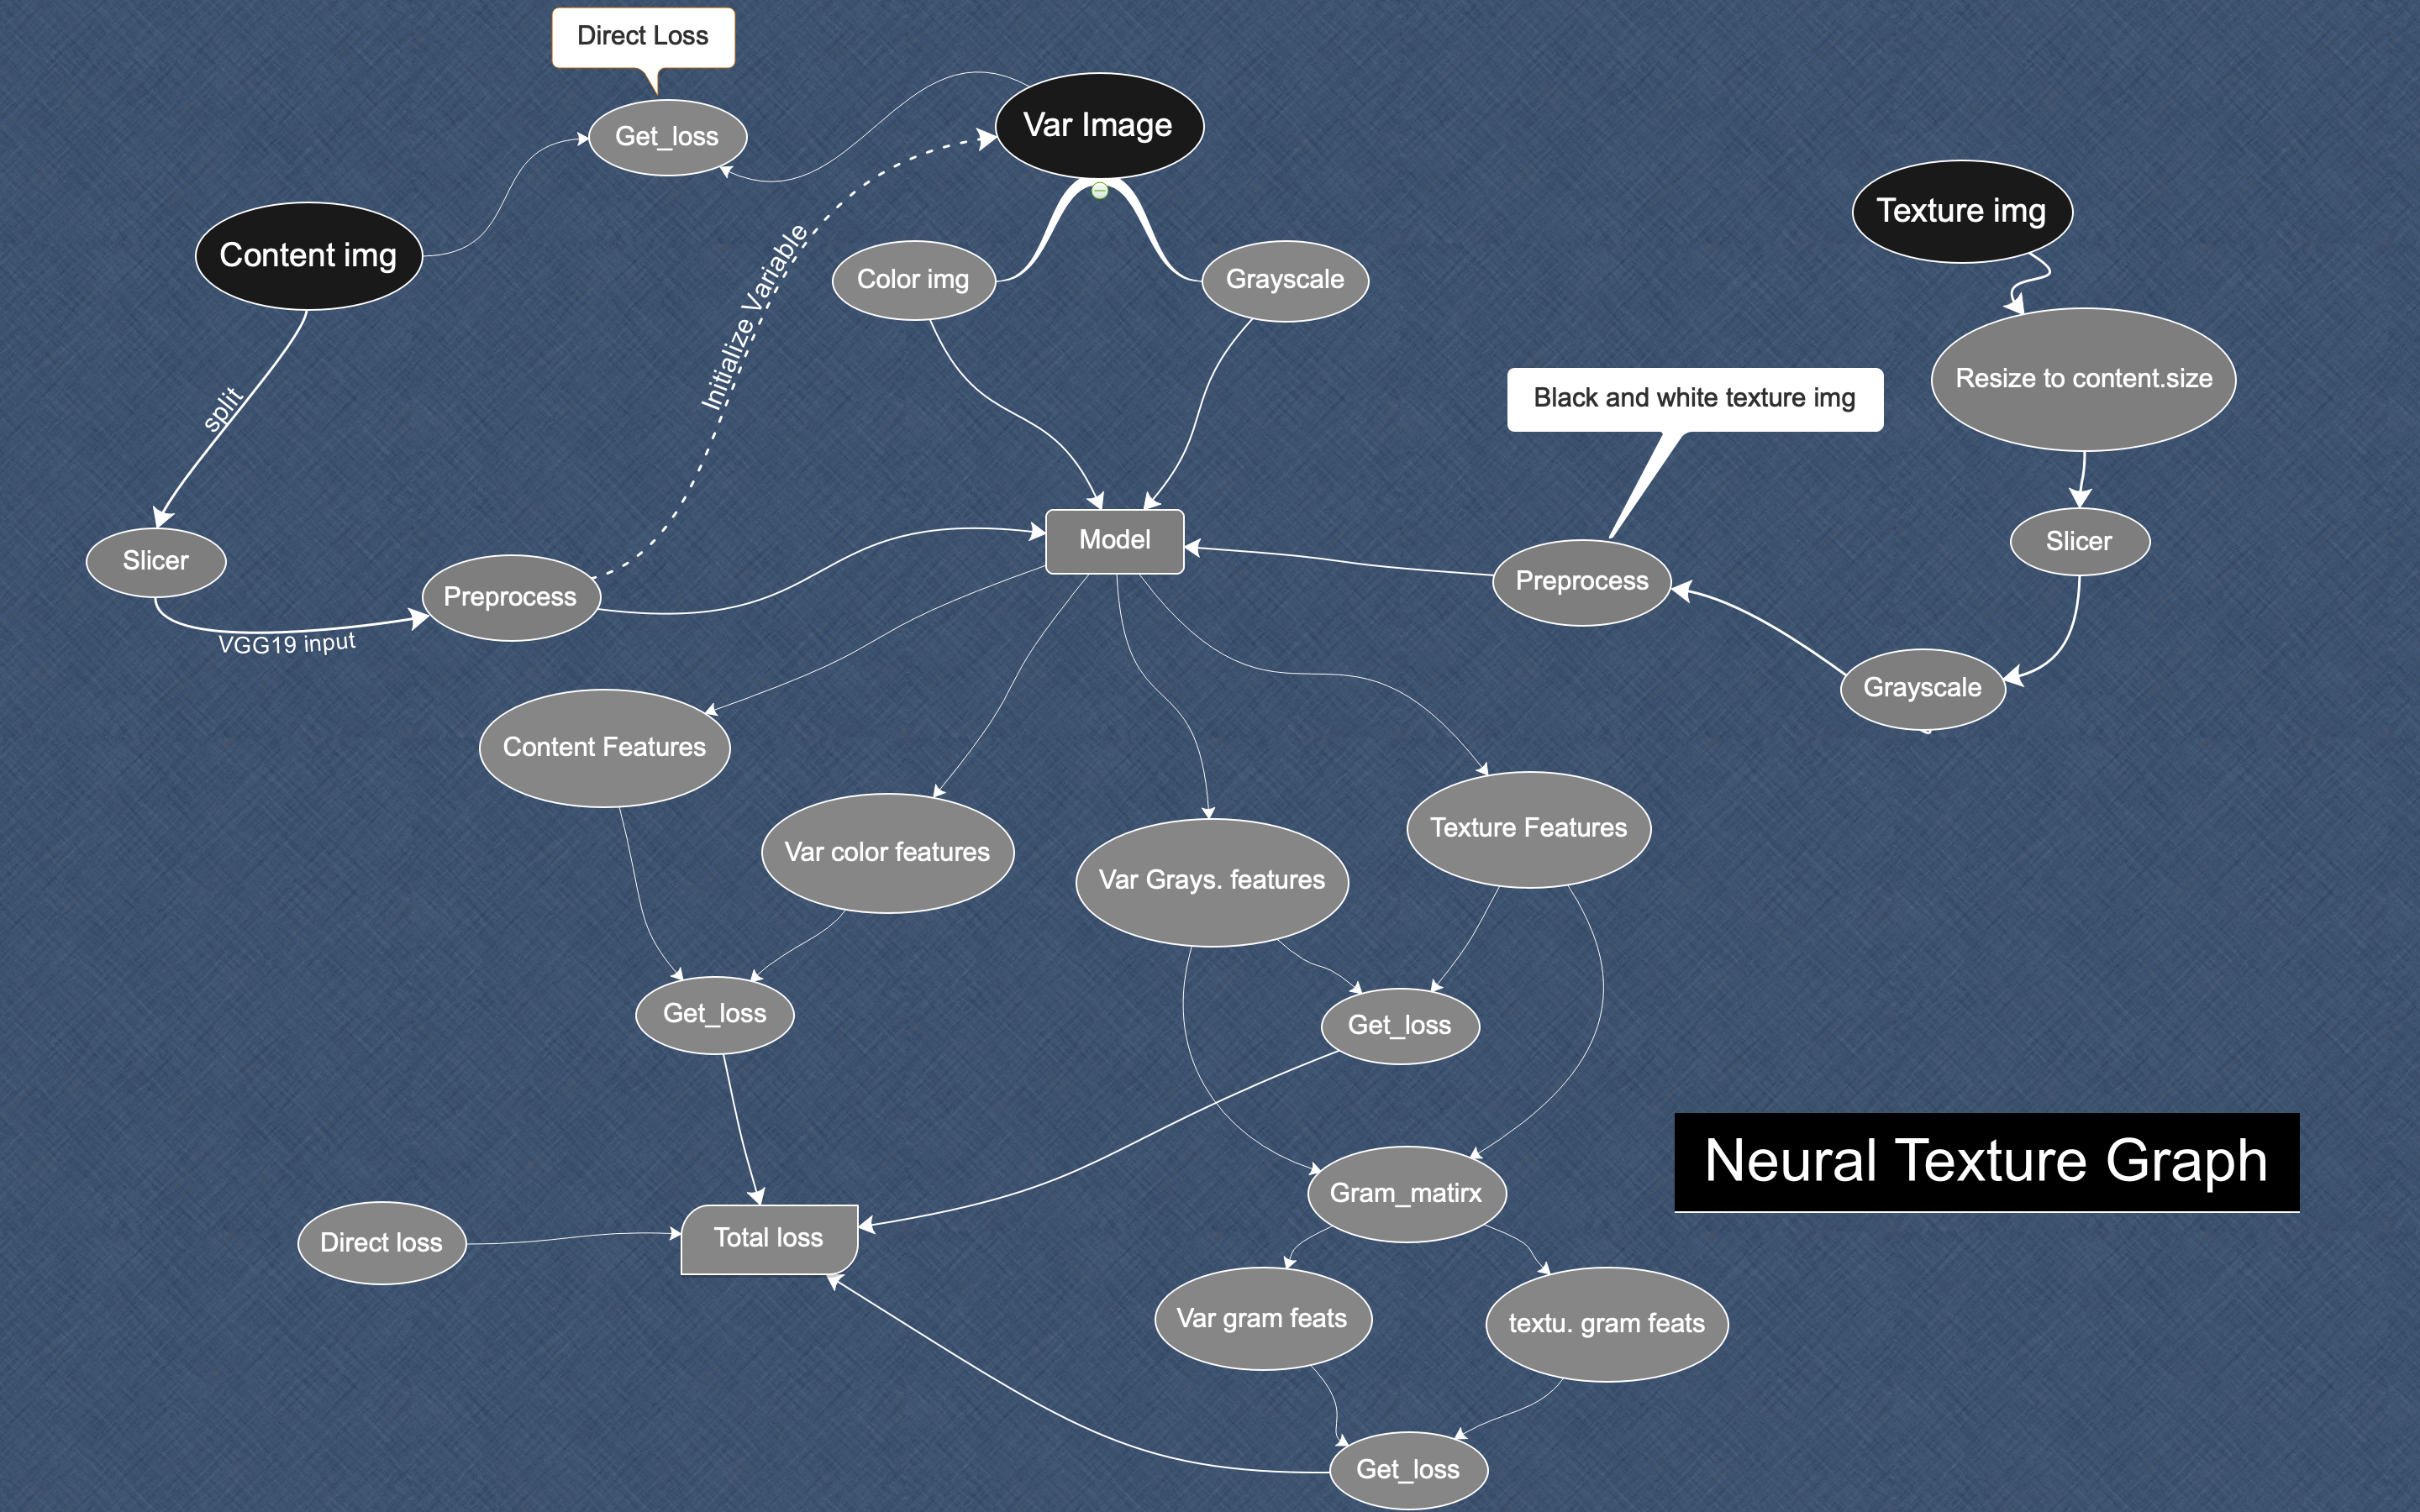 Direct Loss
Get_loss
Var Image
Content img
Texture img
Initialize Variable
Color img
Grayscale
split
Resize to content.size
Black and white texture img
Model
Slicer
Slicer
Preprocess
Preprocess
VGG19 input
Grayscale
Content Features
Var color features
Var Grays. features
Texture Features
Get_loss
Get_loss
Neural Texture Graph
Gram_matirx
Direct loss
Total loss
Var gram feats
textu. gram feats
Get_loss